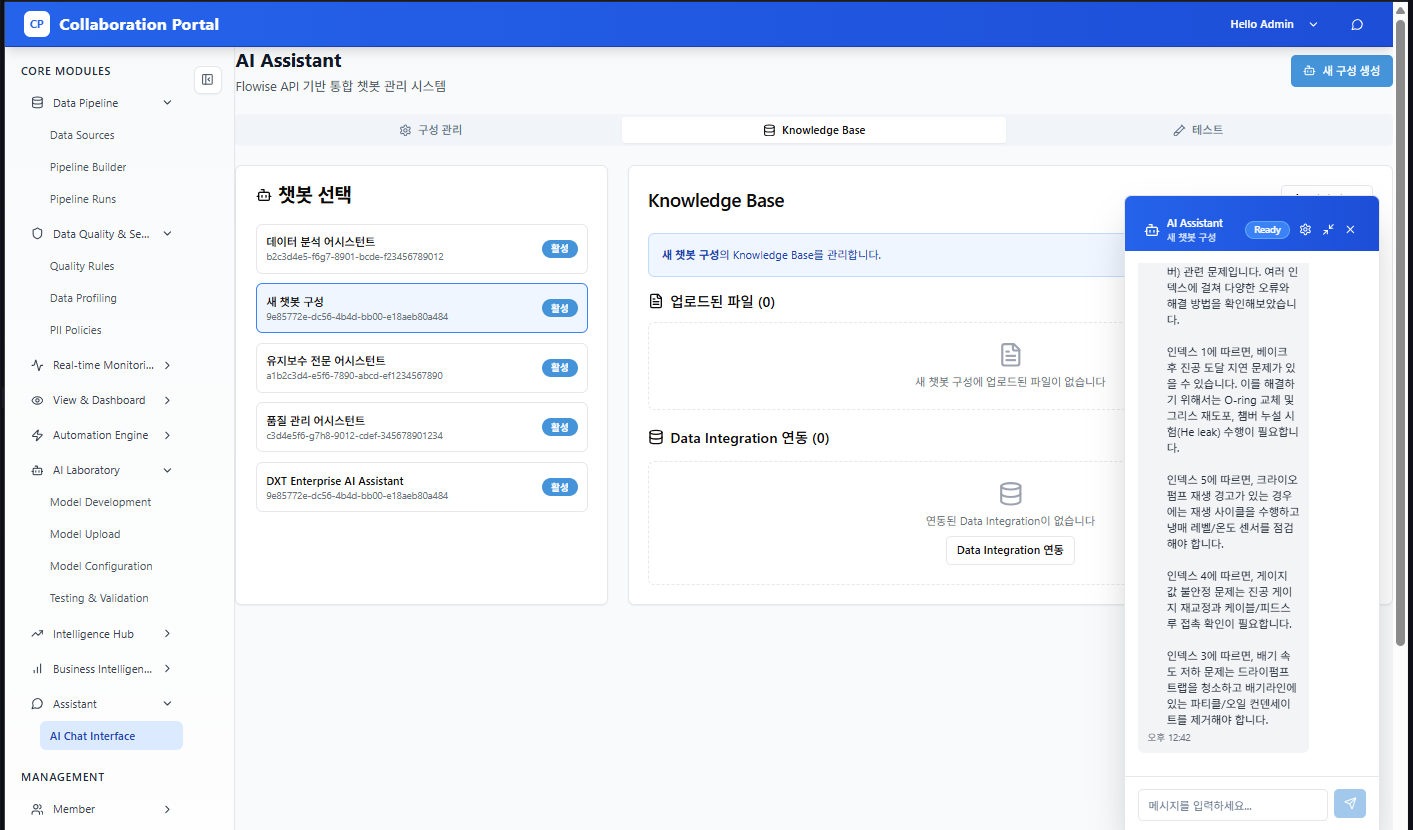 CP
Collaboration Portal
Hello Admin
CORE MODULES
Data Pipeline
Data Sources
Pipeline Builder
Pipeline Runs
Data Quality & Se...
Quality Rules
Data Profiling
PII Policies
Real-time Monitori...
View & Dashboard
Automation Engine
AI Laboratory
Model Development
Model Upload
Model Configuration
Testing & Validation
Intelligence Hub
Business Intelligen...
Assistant
AI Chat Interface
MANAGEMENT
Member
AI Assistant
Flowise API 기반 통합 챗봇 관리 시스템
새 구성 생성
구성 관리
Knowledge Base
테스트
챗봇 선택
데이터 분석 어시스턴트
b2c3d4e5-f6g7-8901-bcde-f23456789012
활성
새 챗봇 구성
9e85772e-dc56-4b4d-bb00-e18aeb80a484
활성
유지보수 전문 어시스턴트
a1b2c3d4-e5f6-7890-abcd-ef1234567890
활성
품질 관리 어시스턴트
c3d4e5f6-g7h8-9012-cdef-345678901234
활성
DXT Enterprise AI Assistant
9e85772e-dc56-4b4d-bb00-e18aeb80a484
활성
Knowledge Base
새 챗봇 구성의 Knowledge Base를 관리합니다.
업로드된 파일 (0)
새 챗봇 구성에 업로드된 파일이 없습니다
Data Integration 연동 (0)
연동된 Data Integration이 없습니다
Data Integration 연동
AI Assistant
새 챗봇 구성
Ready
버) 관련 문제입니다. 여러 인
덱스에 걸쳐 다양한 오류와
해결 방법을 확인해보았습니
다.
인덱스 1에 따르면, 베이크
후 진공 도달 지연 문제가 있
을 수 있습니다. 이를 해결하
기 위해서는 O-ring 교체 및
그리스 재도포, 챔버 누설 시
험(He leak) 수행이 필요합니
다.
인덱스 5에 따르면, 크라이오
펌프 재생 경고가 있는 경우
에는 재생 사이클을 수행하고
냉매 레벨/온도 센서를 점검
해야 합니다.
인덱스 4에 따르면, 게이지
값 불안정 문제는 진공 게이
지 재교정과 케이블/피드스
루 접촉 확인이 필요합니다.
인덱스 3에 따르면, 배기 속
도 저하 문제는 드라이펌프
트랩을 청소하고 배기라인에
있는 파티클/오일 컨덴세이
트를 제거해야 합니다.
오후 12:42
메시지를 입력하세요...